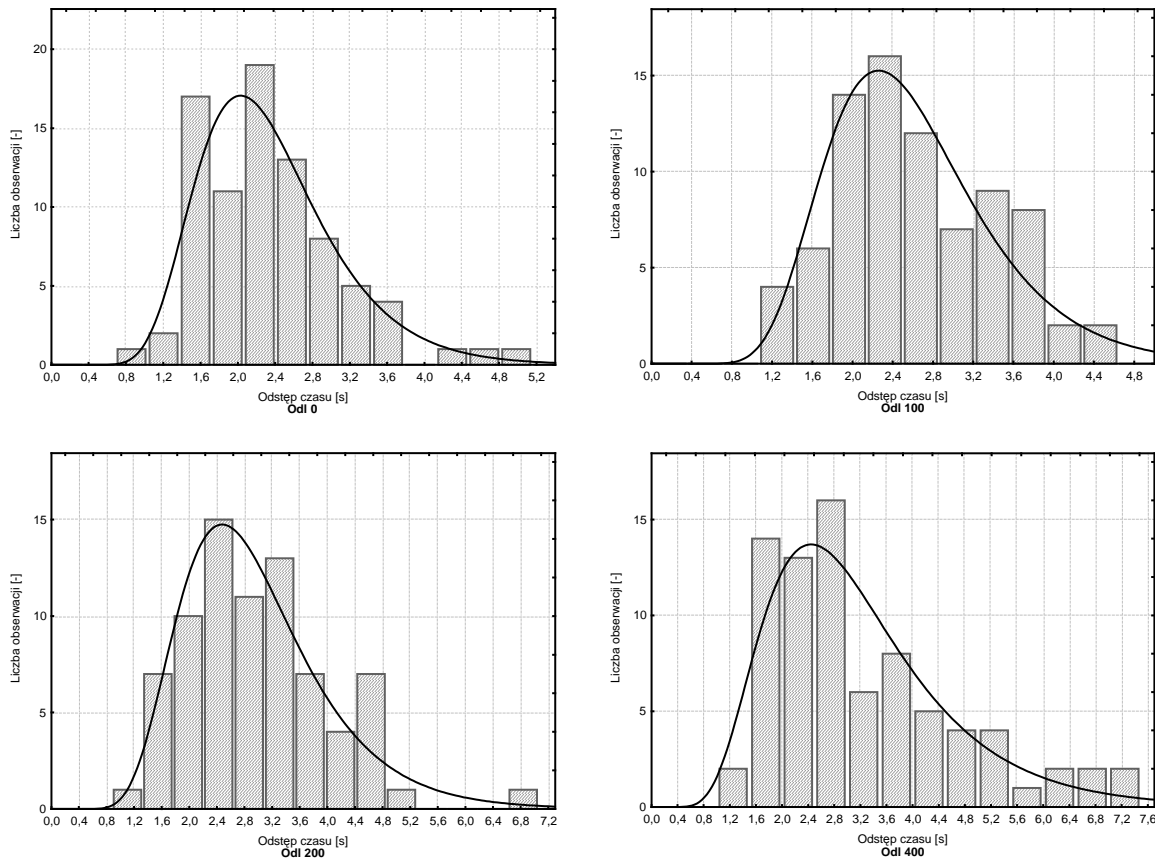 Liczba obserwacji [-]
20
15
10
5
0
0,0 0,4 0,8 1,2 1,6 2,0 2,4 2,8 3,2 3,6 4,0 4,4 4,8 5,2
Odstęp czasu [s]
Odl 0
Liczba obserwacji [-]
15
10
5
0
0,0 0,4 0,8 1,2 1,6 2,0 2,4 2,8 3,2 3,6 4,0 4,4 4,8
Odstęp czasu [s]
Odl 100
Liczba obserwacji [-]
15
10
5
0
0,0 0,4 0,8 1,2 1,6 2,0 2,4 2,8 3,2 3,6 4,0 4,4 4,8 5,2 5,6 6,0 6,4 6,8 7,2
Odstęp czasu [s]
Odl 200
Liczba obserwacji [-]
15
10
5
0
0,0 0,4 0,8 1,2 1,6 2,0 2,4 2,8 3,2 3,6 4,0 4,4 4,8 5,2 5,6 6,0 6,4 6,8 7,2 7,6
Odstęp czasu [s]
Odl 400